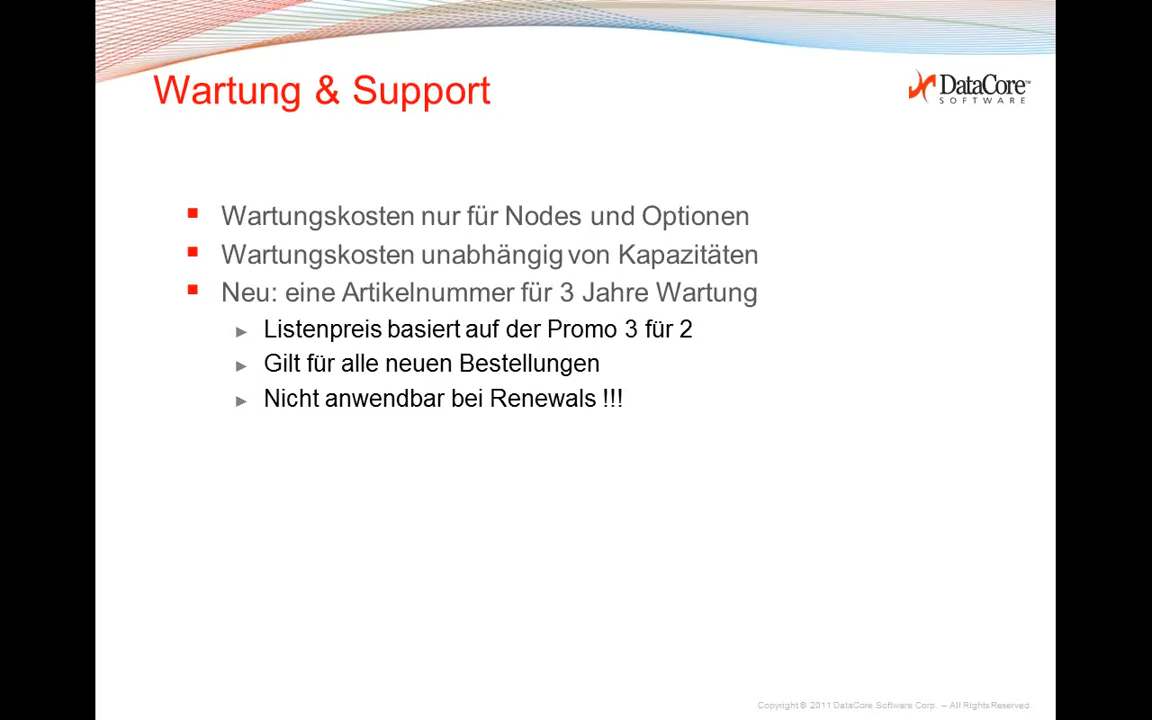 Wartung & Support
DataCore™
SOFTWARE
Wartungskosten nur für Nodes und Optionen
Wartungskosten unabhängig von Kapazitäten
Neu: eine Artikelnummer für 3 Jahre Wartung
Listenpreis basiert auf der Promo 3 für 2
Gilt für alle neuen Bestellungen
Nicht anwendbar bei Renewals !!!
Copyright © 2011 DataCore Software Corp. – All Rights Reserved.